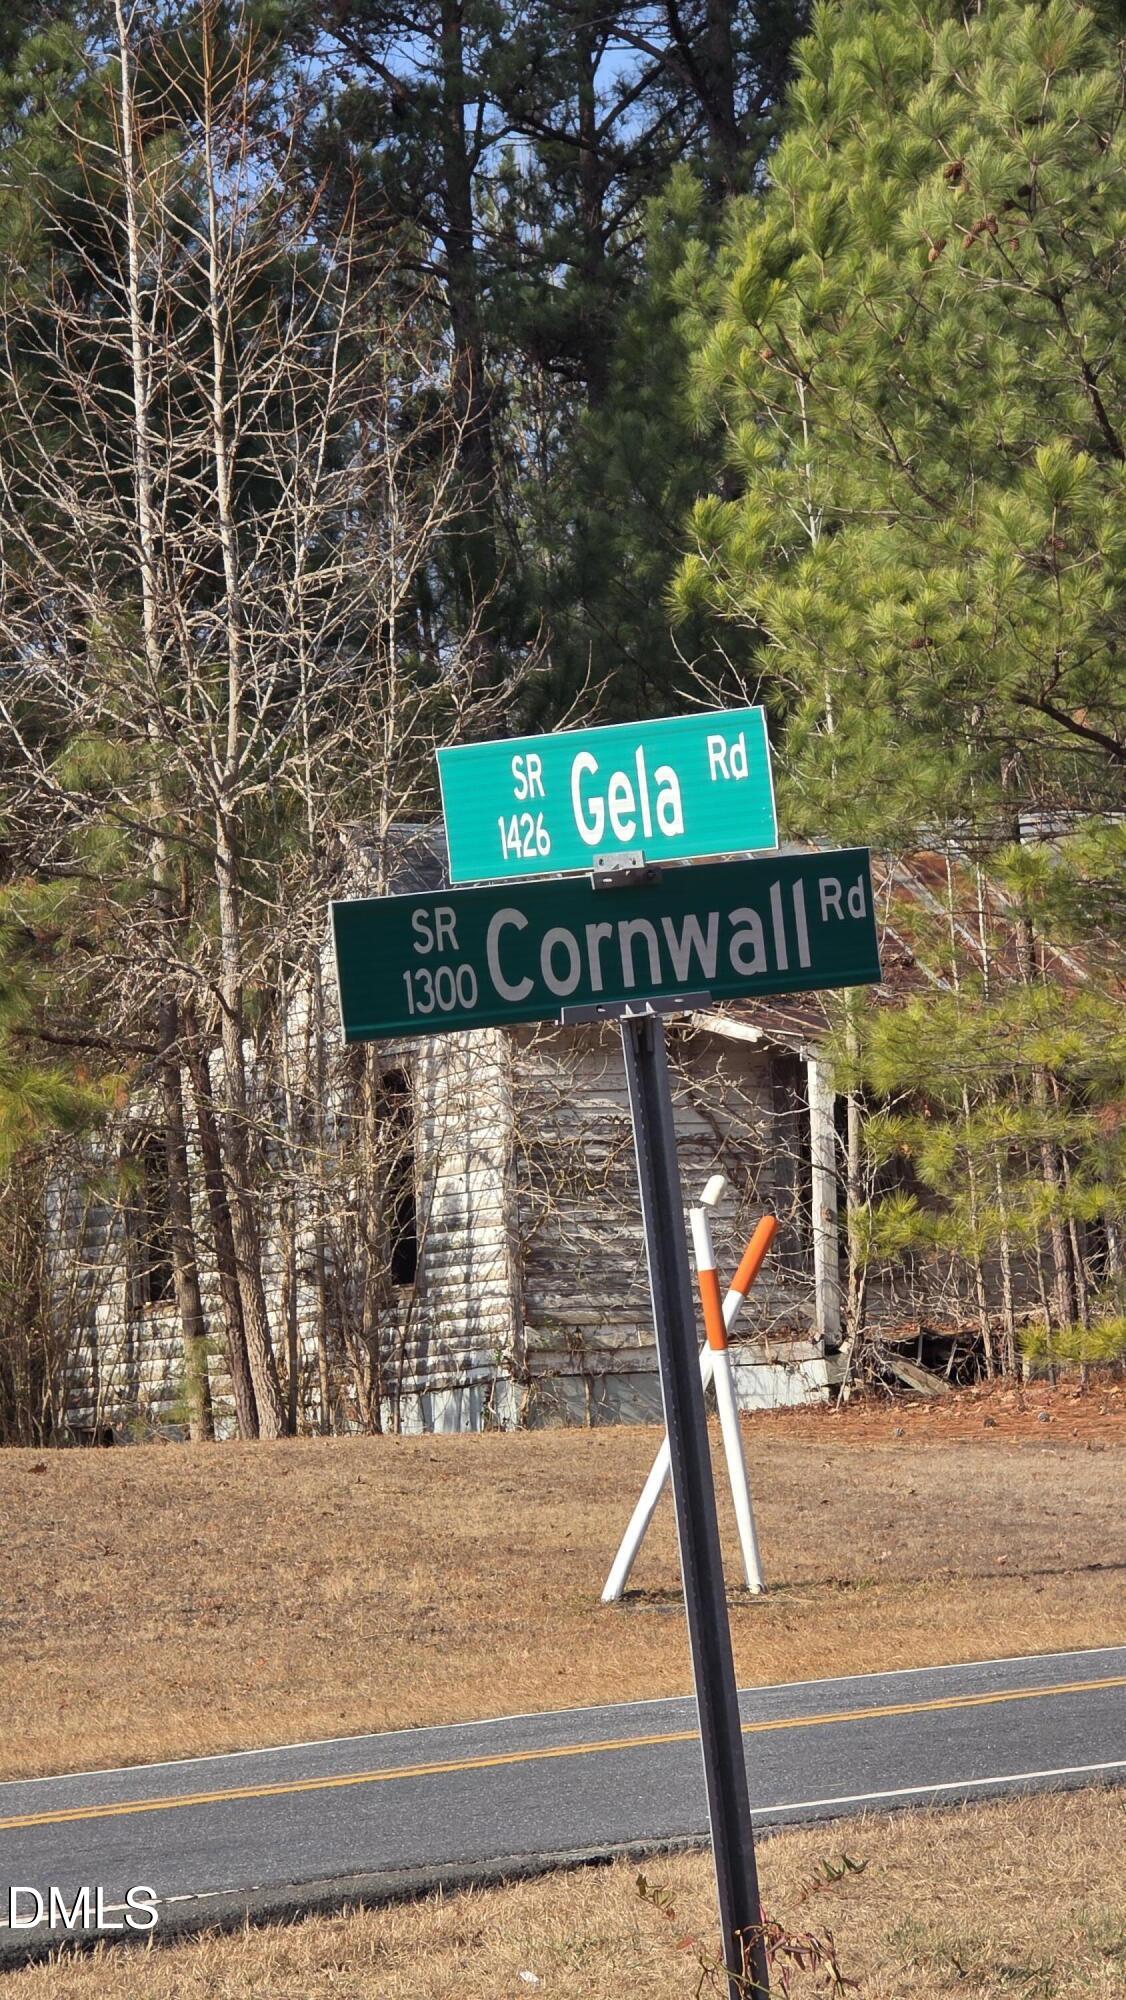 SR 1426 Gela Rd
SR 1300 Cornwall Rd
DMLS